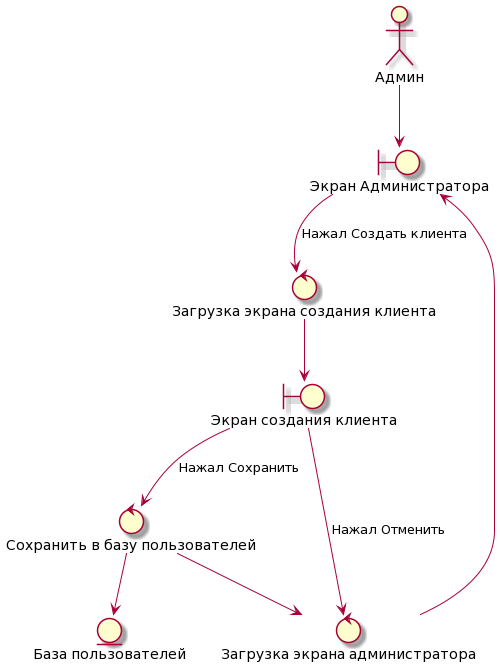 Админ
Экран Администратора
Нажал Создать клиента
Загрузка экрана создания клиента
Экран создания клиента
Нажал Сохранить
Нажал Отменить
Сохранить в базу пользователей
База пользователей
Загрузка экрана администратора